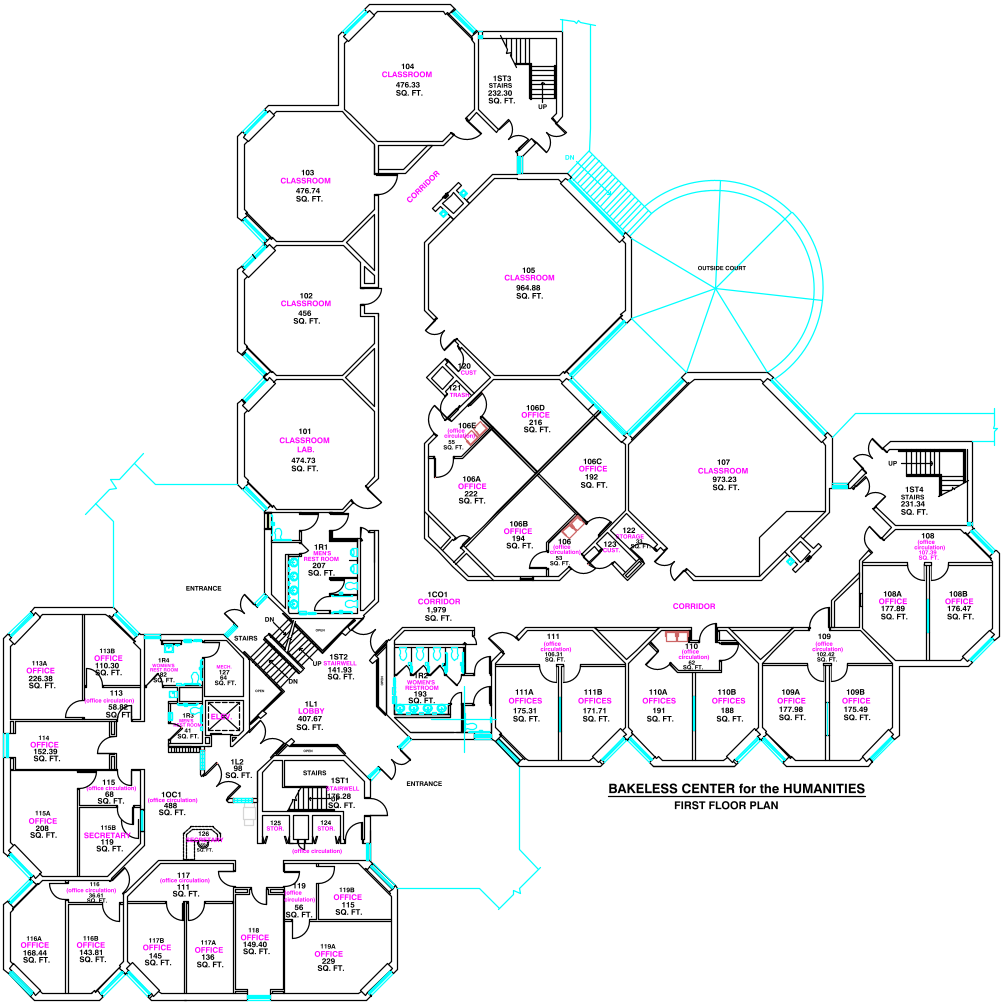 104
CLASSROOM
476.33
SQ. FT.
1ST3
STAIRS
232.30
SQ. FT.
UP
DN
103
CLASSROOM
476.74
SQ. FT.
CORRIDOR
105
CLASSROOM
964.88
SQ. FT.
OUTSIDE COURT
102
CLASSROOM
456
SQ. FT.
120
CUST
121
TRASH
101
CLASSROOM
LAB.
474.73
SQ. FT.
106D
OFFICE
216
SQ. FT.
106E
(office
circulation)
55
SQ. FT.
106C
OFFICE
192
SQ. FT.
107
CLASSROOM
973.23
SQ. FT.
UP
1ST4
STAIRS
231.34
SQ. FT.
106A
OFFICE
222
SQ. FT.
106B
OFFICE
194
SQ. FT.
106
(office
circulation)
53
SQ. FT.
123
CUST.
122
STORAGE
33
SQ. FT.
108
(office
circulation)
107.36
SQ. FT.
1R1
MEN'S
REST ROOM
207
SQ. FT.
ENTRANCE
108A
OFFICE
177.89
SQ. FT.
108B
OFFICE
176.47
SQ. FT.
1CO1
CORRIDOR
1,979
SQ. FT.
CORRIDOR
DN
STAIRS
OPEN
UP
DN
1ST2
STAIRWELL
141.93
SQ. FT.
111
(office
circulation)
106.31
SQ. FT.
110
(office
circulation)
62
SQ. FT.
109
(office
circulation)
102.42
SQ. FT.
113A
OFFICE
226.38
SQ. FT.
113B
OFFICE
110.30
SQ. FT.
1R4
WOMEN'S
REST ROOM
82
SQ. FT.
MECH.
127
64
SQ. FT.
OPEN
OPEN
1R2
WOMEN'S
RESTROOM
193
SQ. FT.
111A
OFFICES
175.31
SQ. FT.
111B
OFFICES
171.71
SQ. FT.
110A
OFFICES
191
SQ. FT.
110B
OFFICES
188
SQ. FT.
109A
OFFICES
177.98
SQ. FT.
109B
OFFICES
175.49
SQ. FT.
113
(office circulation)
58.82
SQ. FT.
1R3
MEN'S
REST ROOM
41
SQ. FT.
ELEV.
1L1
LOBBY
407.67
SQ. FT.
114
OFFICE
152.39
SQ. FT.
OPEN
1L2
98
SQ. FT.
ENTRANCE
STAIRS
1ST1
STAIRWELL
178.28
SQ. FT.
115
(office circulation)
68
SQ. FT.
1OC1
(office circulation)
488
SQ. FT.
BAKELESS CENTER for the HUMANITIES
FIRST FLOOR PLAN
115A
OFFICE
208
SQ. FT.
115B
SECRETARY
119
SQ. FT.
125
STOR.
124
STOR.
126
SECRETARY
SQ. FT.
(office circulation)
116
(office circulation)
36.61
SQ. FT.
117
(office circulation)
111
SQ. FT.
119
(office
circulation)
56
SQ. FT.
119B
OFFICE
115
SQ. FT.
116A
OFFICE
168.44
SQ. FT.
116B
OFFICE
143.81
SQ. FT.
117B
OFFICE
145
SQ. FT.
117A
OFFICE
136
SQ. FT.
118
OFFICE
149.40
SQ. FT.
119A
OFFICE
229
SQ. FT.